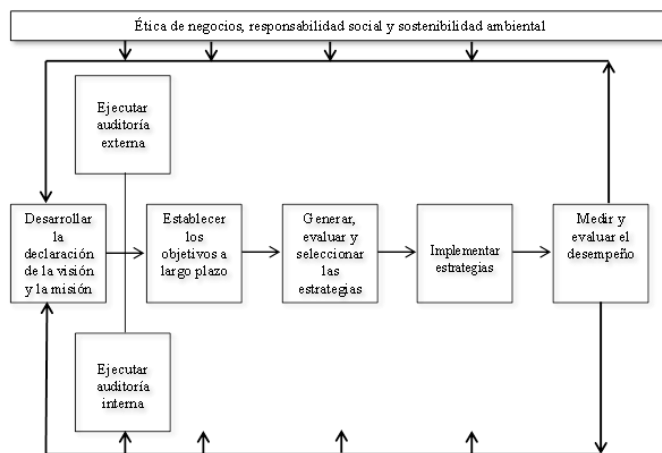 Ética de negocios, responsabilidad social y sostenibilidad ambiental
Ejecutar
auditoría
externa
Desarrollar
la
declaración
de la visión
y la misión
Establecer
los
objetivos a
largo plazo
Generar,
evaluar y
seleccionar
las
estrategias
Implementar
estrategias
Medir y
evaluar el
desempeño
Ejecutar
auditoría
interna